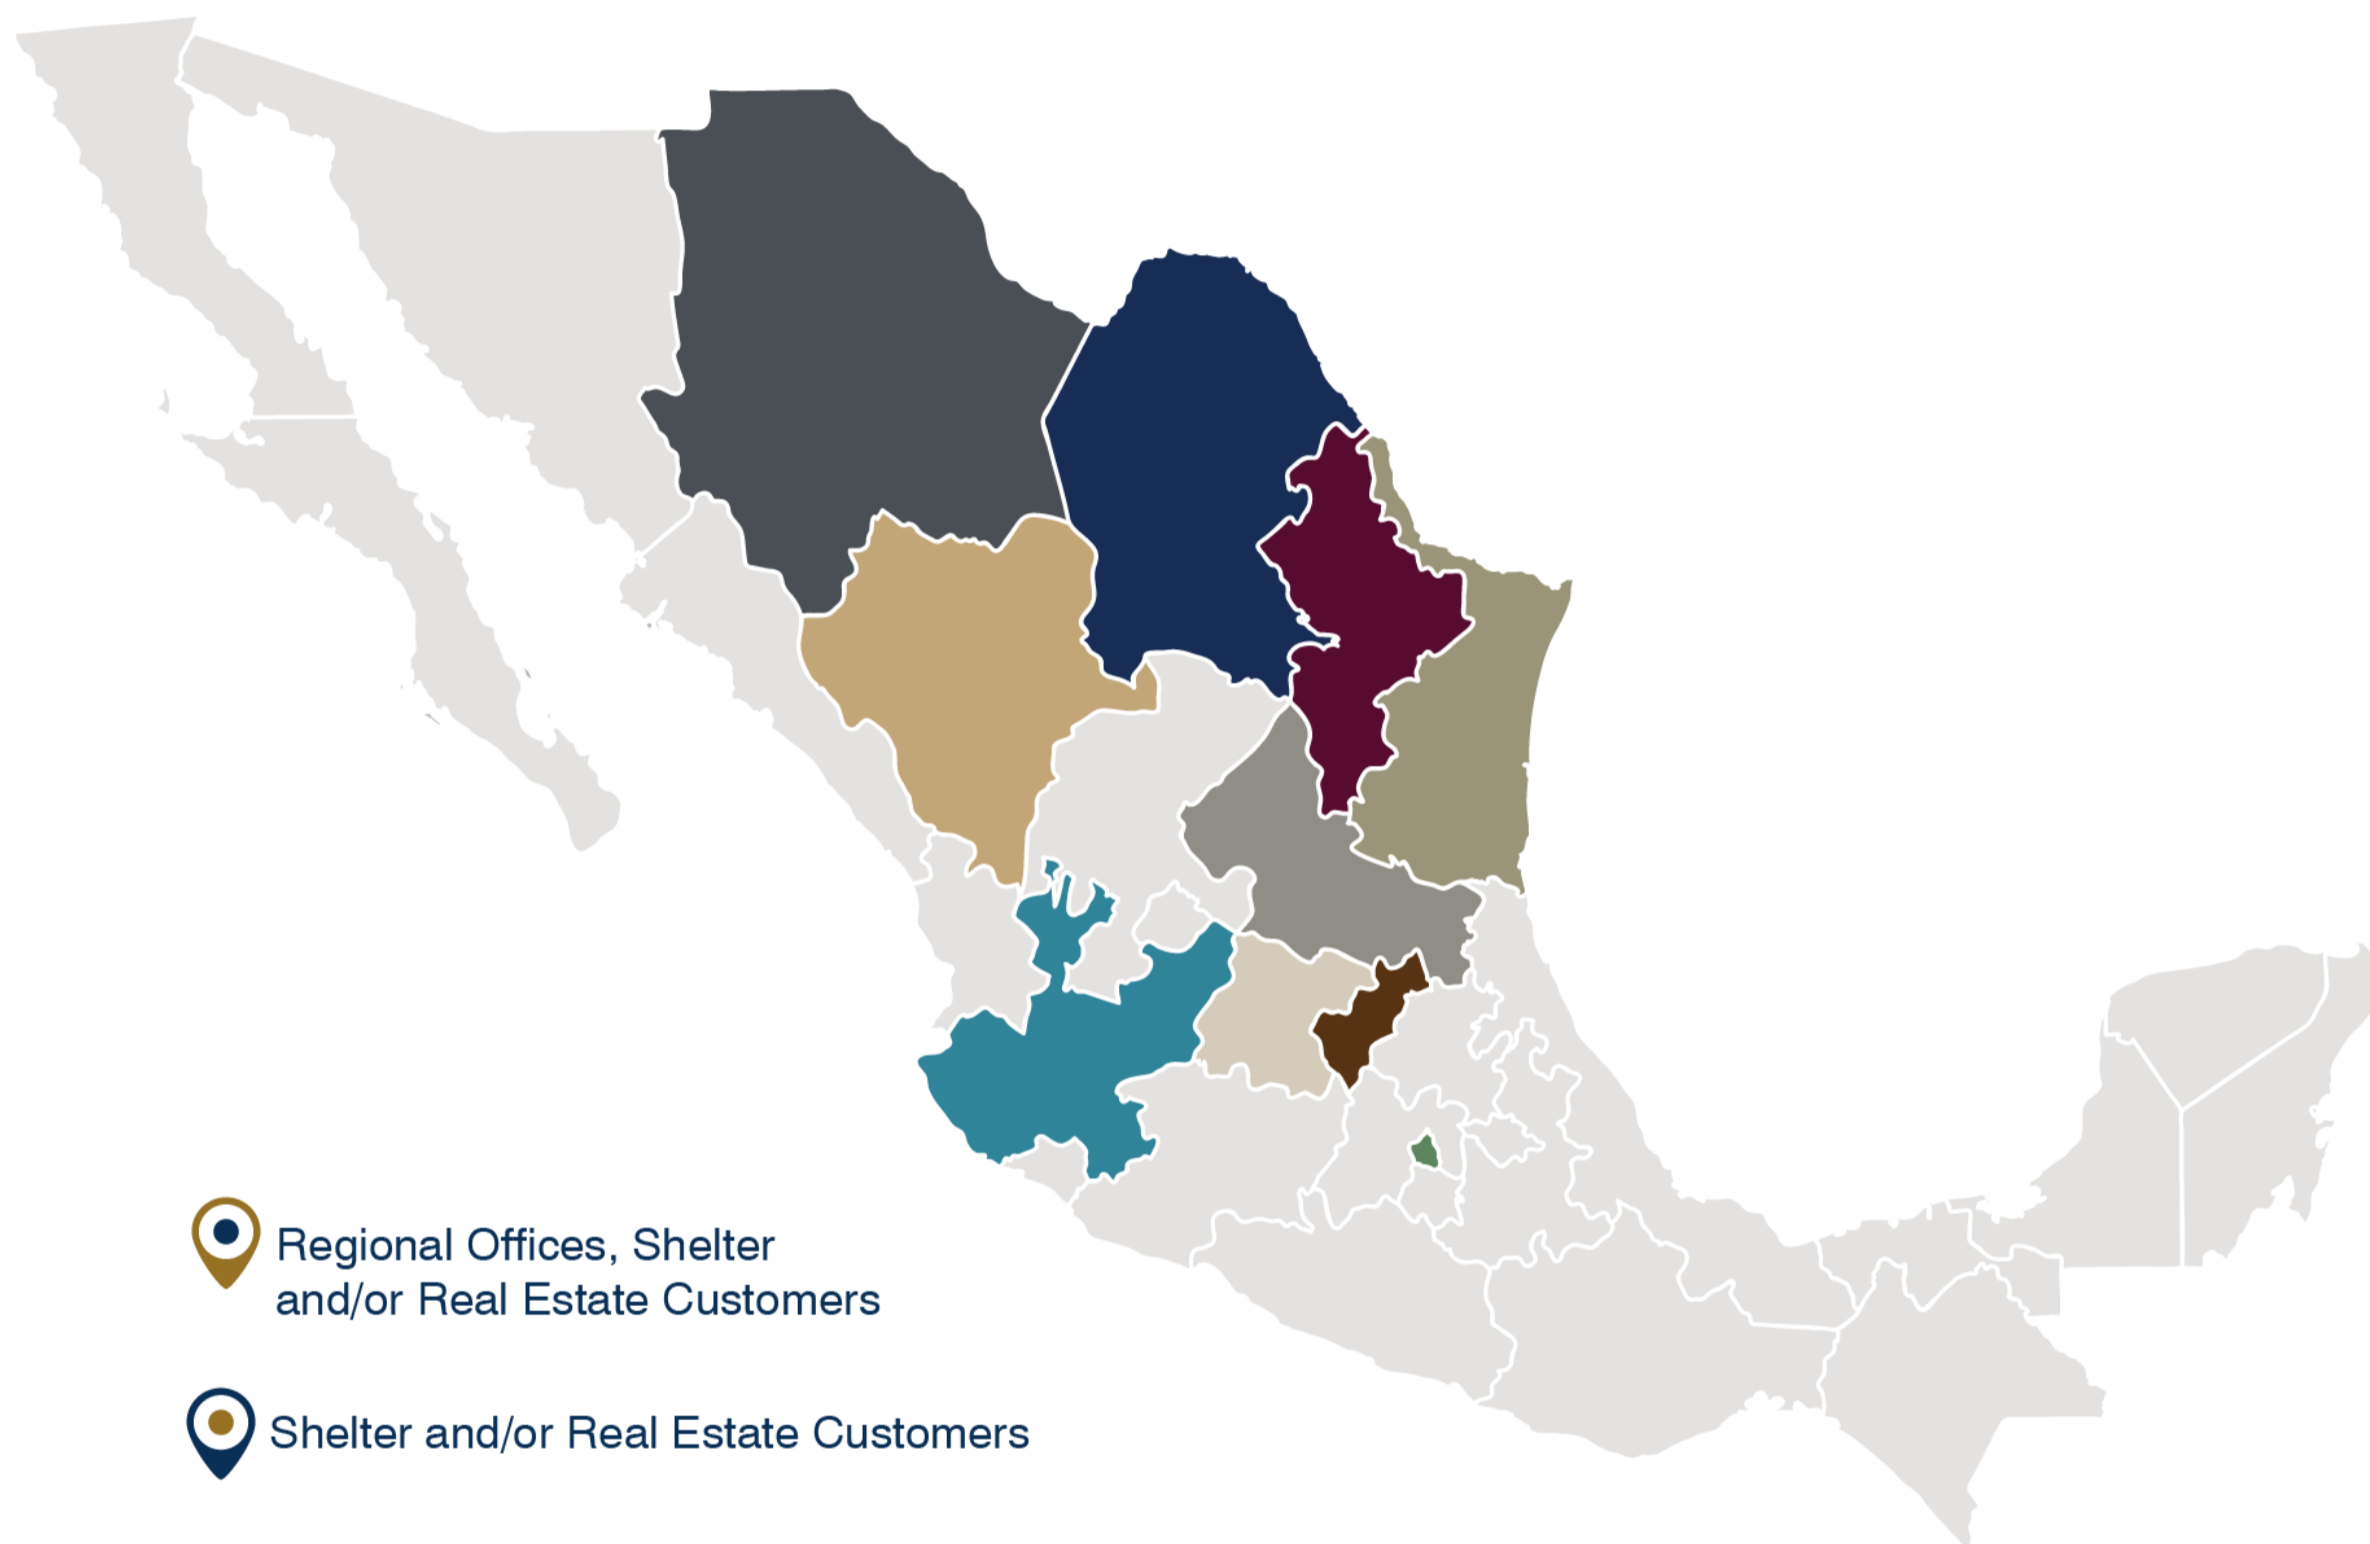 Regional Offices, Shelter
and/or Real Estate Customers
Shelter and/or Real Estate Customers